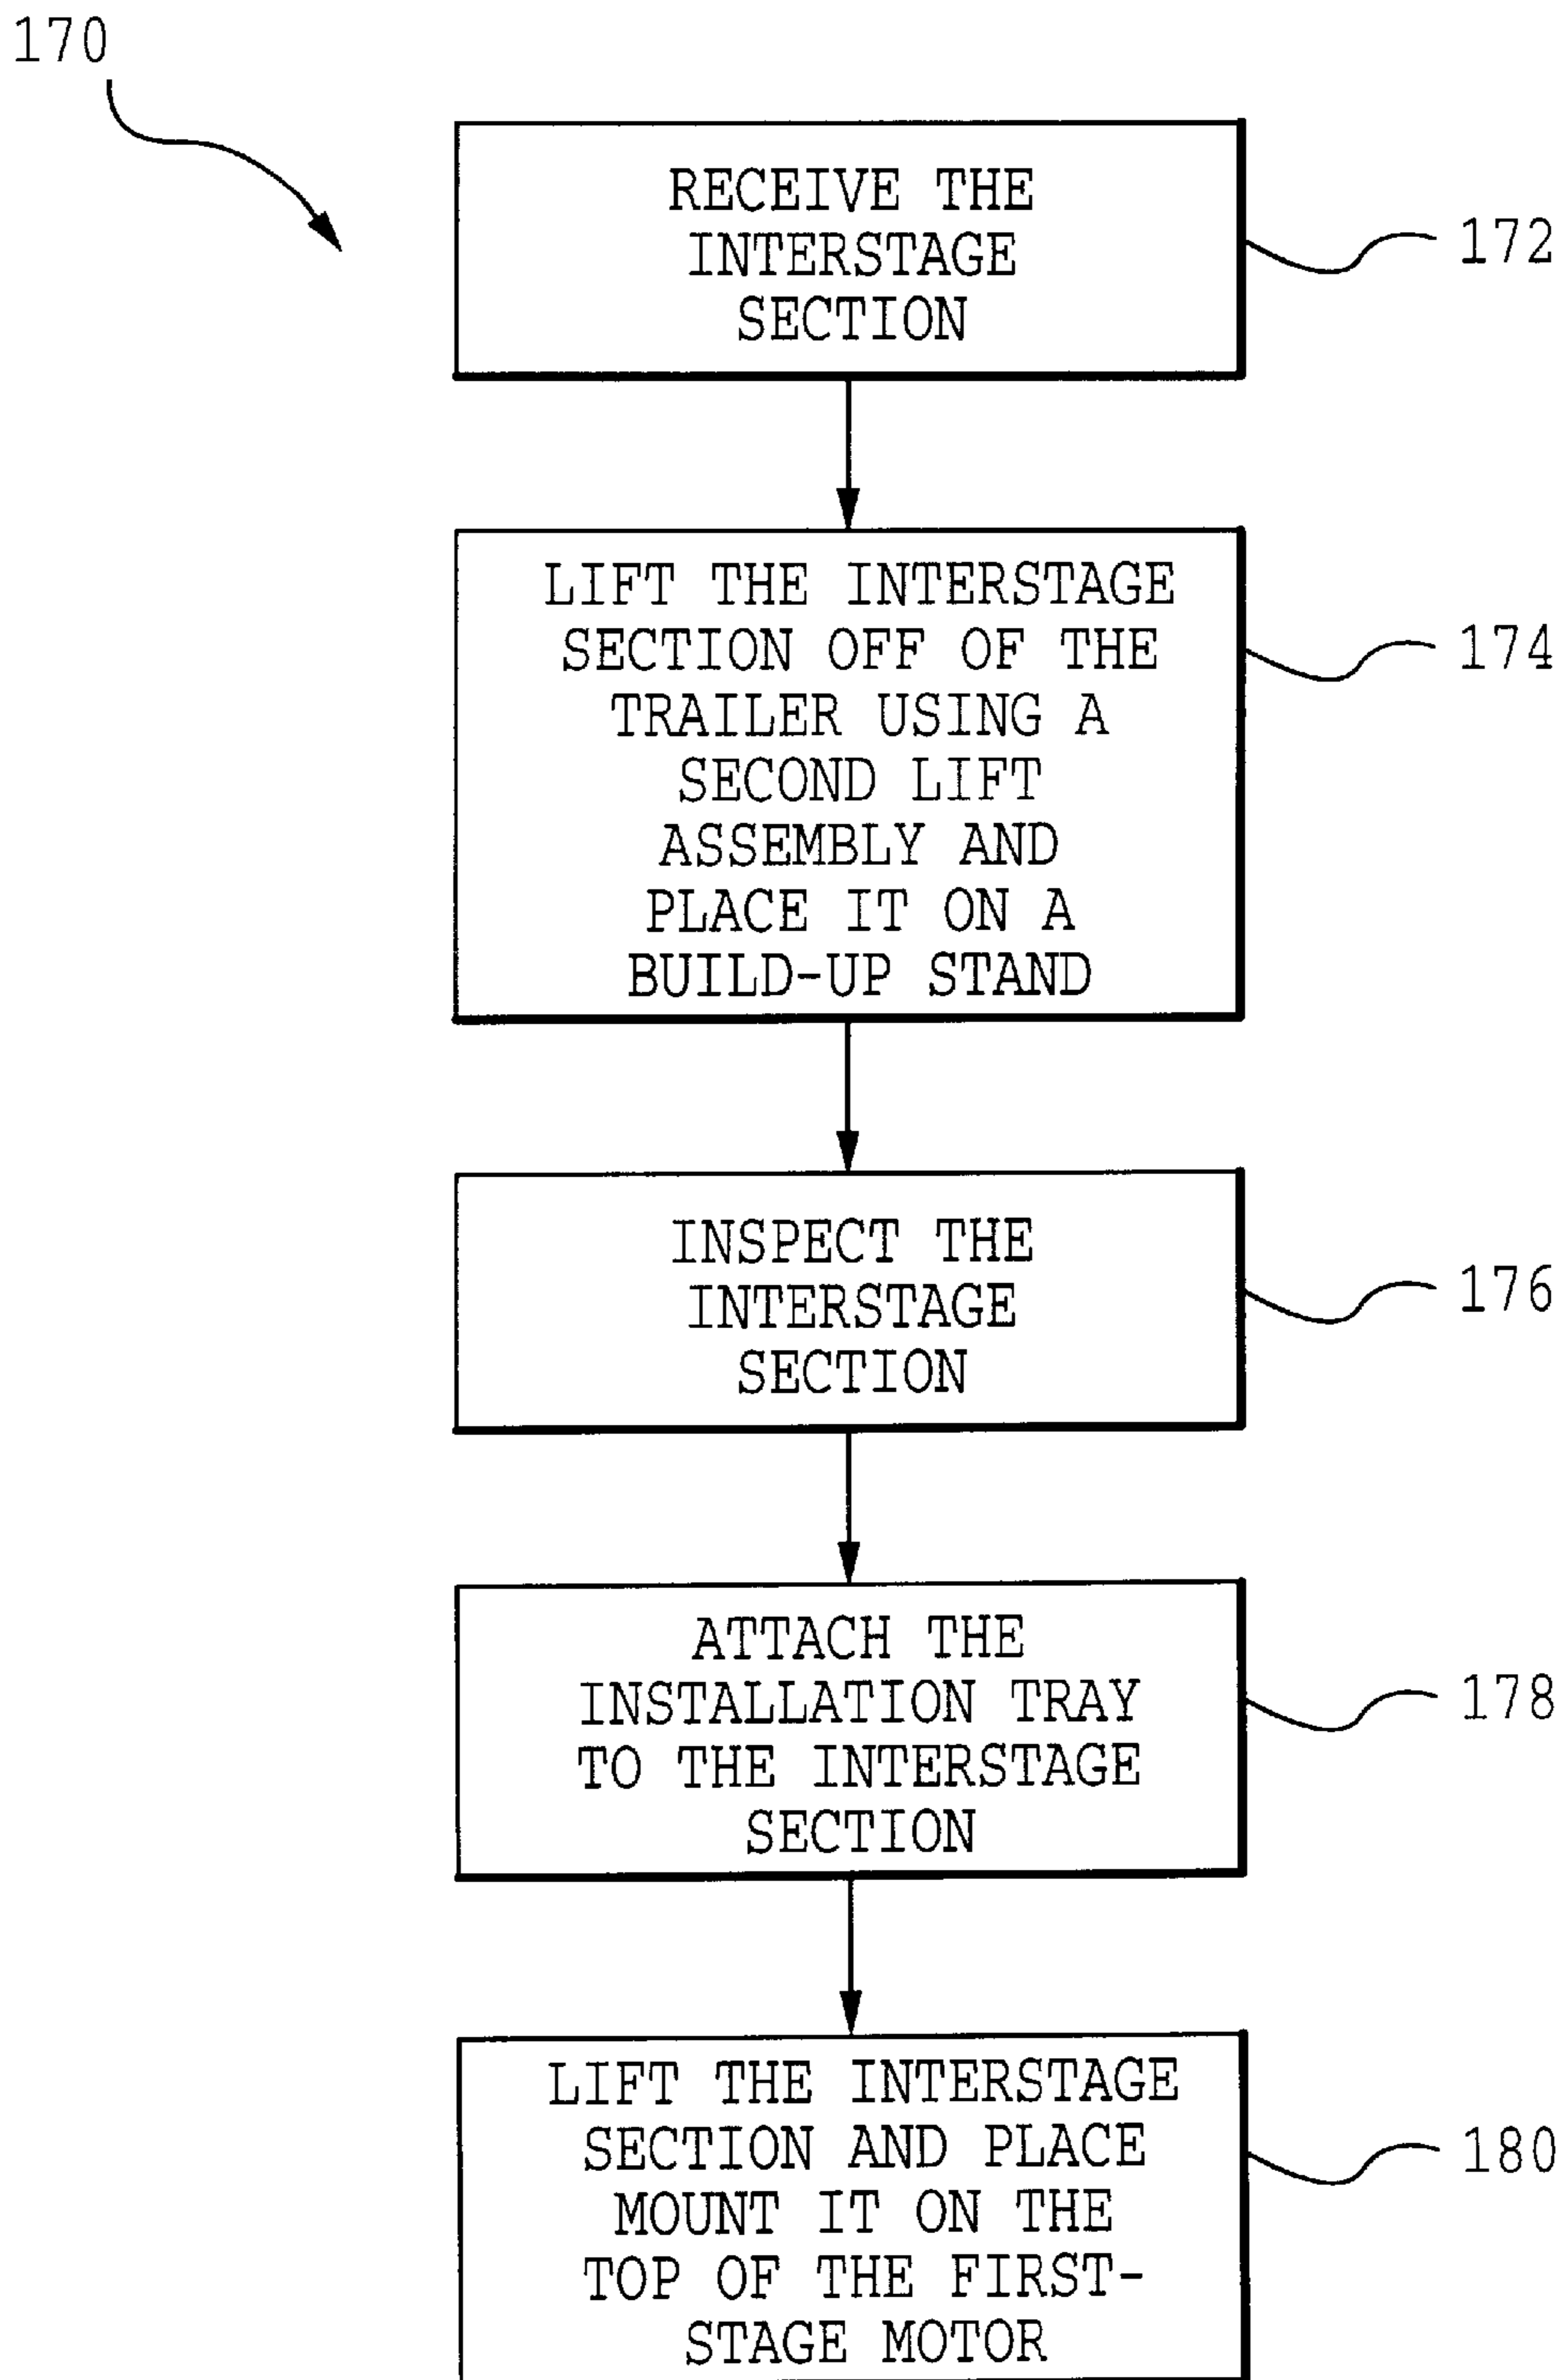 170
RECEIVE THE
INTERSTAGE
SECTION
172
LIFT THE INTERSTAGE
SECTION OFF OF THE
TRAILER USING A
SECOND LIFT
ASSEMBLY AND
PLACE IT ON A
BUILD-UP STAND
174
INSPECT THE
INTERSTAGE
SECTION
176
ATTACH THE
INSTALLATION TRAY
TO THE INTERSTAGE
SECTION
178
LIFT THE INTERSTAGE
SECTION AND PLACE
MOUNT IT ON THE
TOP OF THE FIRST-
STAGE MOTOR
180